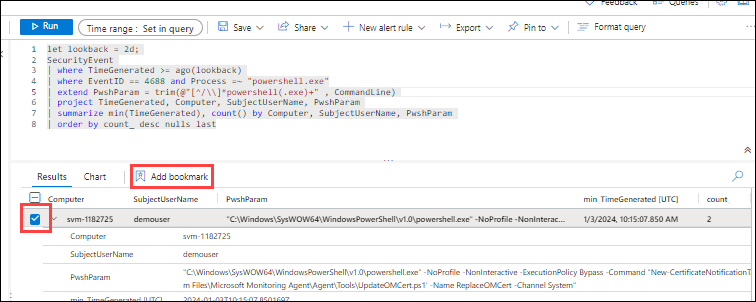 Feedback Queries
Run Time range : Set in query Save Share New alert rule Export Pin to Format query
1 let lookback = 2d;
2 SecurityEvent
3 | where TimeGenerated >= ago(lookback)
4 | where EventID == 4688 and Process =~ "powershell.exe"
5 | extend PwshParam = trim(@"[^/\\]*powershell(.exe)+" , CommandLine)
6 | project TimeGenerated, Computer, SubjectUserName, PwshParam
7 | summarize min(TimeGenerated), count() by Computer, SubjectUserName, PwshParam
8 | order by count_ desc nulls last
...
Results Chart Add bookmark
Computer SubjectUserName PwshParam min_TimeGenerated [UTC] count_
svm-1182725 demouser "C:\Windows\SysWOW64\WindowsPowerShell\v1.0\powershell.exe" -NoProfile -NonInterac... 1/3/2024, 10:15:07.850 AM 2
Computer svm-1182725
SubjectUserName demouser
"C:\Windows\SysWOW64\WindowsPowerShell\v1.0\powershell.exe" -NoProfile -NonInteractive -ExecutionPolicy Bypass -Command "New-CertificateNotificationT
PwshParam m Files\Microsoft Monitoring Agent\Agent\Tools\UpdateOMCert.ps1' -Name ReplaceOMCert -Channel System"
min_TimeGenerated [UTC] 2024-01-03T10:15:07.8501697